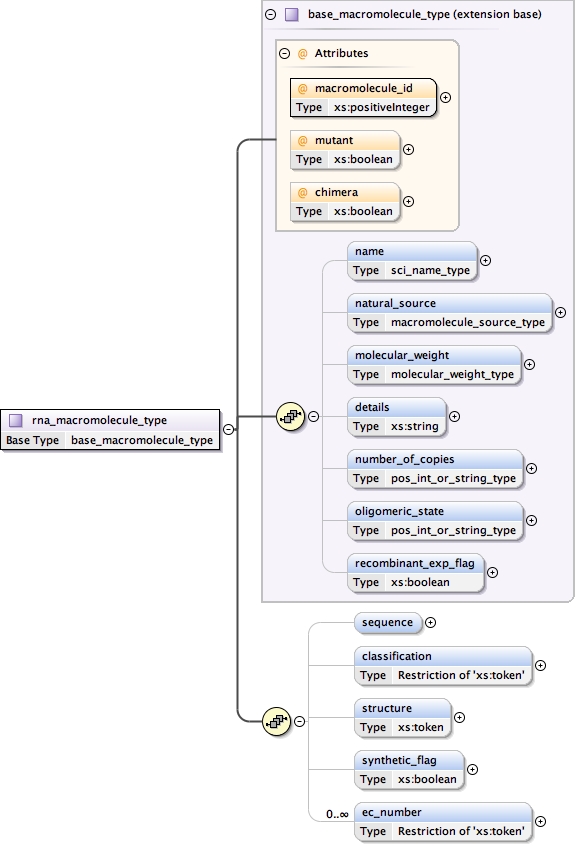 base_macromolecule_type (extension base)
@ Attributes
@ macromolecule_id
Type xs:positiveInteger
@ mutant
Type xs:boolean
@ chimera
Type xs:boolean
name
Type sci_name_type
natural_source
Type macromolecule_source_type
molecular_weight
Type molecular_weight_type
details
Type xs:string
number_of_copies
Type pos_int_or_string_type
oligomeric_state
Type pos_int_or_string_type
recombinant_exp_flag
Type xs:boolean
rna_macromolecule_type
Base Type base_macromolecule_type
sequence
classification
Type Restriction of 'xs:token'
structure
Type xs:token
synthetic_flag
Type xs:boolean
0..∞ ec_number
Type Restriction of 'xs:token'